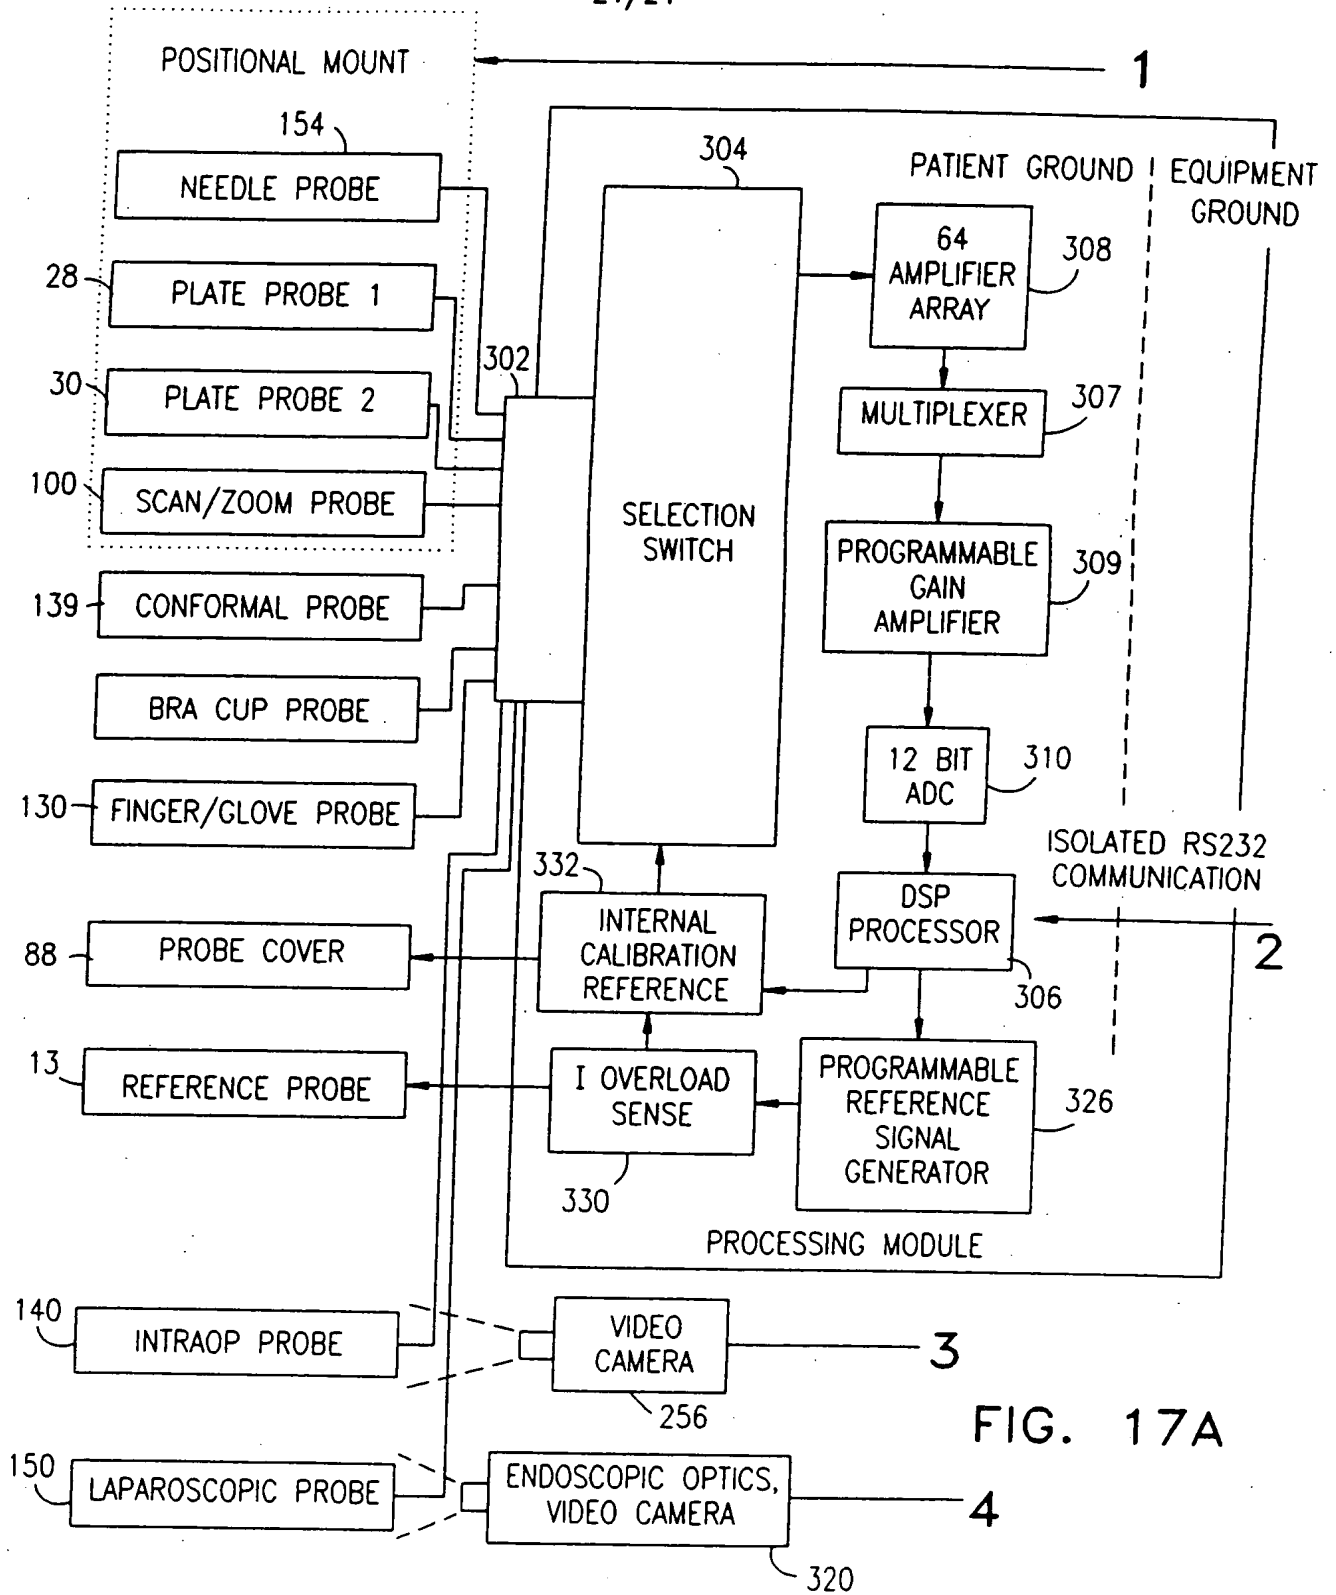 POSITIONAL MOUNT
1
154
NEEDLE PROBE
304
PATIENT GROUND
EQUIPMENT
GROUND
64
AMPLIFIER
ARRAY
308
28
PLATE PROBE 1
302
30
PLATE PROBE 2
MULTIPLEXER
307
100
SCAN/ZOOM PROBE
SELECTION
SWITCH
PROGRAMMABLE
GAIN
AMPLIFIER
309
139
CONFORMAL PROBE
BRA CUP PROBE
12 BIT
ADC
310
130
FINGER/GLOVE PROBE
ISOLATED RS232
COMMUNICATION
332
INTERNAL
CALIBRATION
REFERENCE
DSP
PROCESSOR
306
2
88
PROBE COVER
13
REFERENCE PROBE
I OVERLOAD
SENSE
330
PROGRAMMABLE
REFERENCE
SIGNAL
GENERATOR
326
PROCESSING MODULE
140
INTRAOP PROBE
VIDEO
CAMERA
256
3
FIG. 17A
150
LAPAROSCOPIC PROBE
ENDOSCOPIC OPTICS,
VIDEO CAMERA
320
4